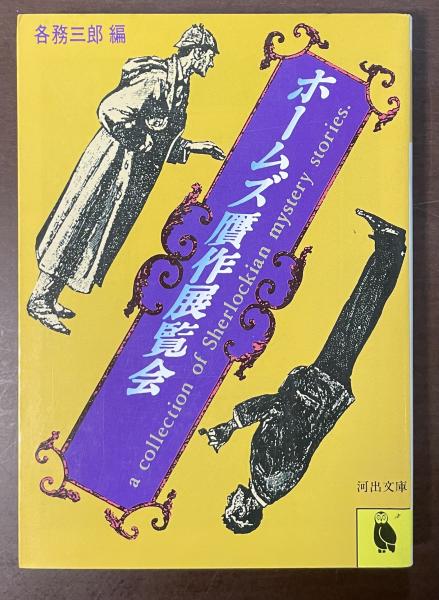 各務三郎 編
ホームズ贋作展覧会
a collection of Sherlockian mystery stories.
河出文庫